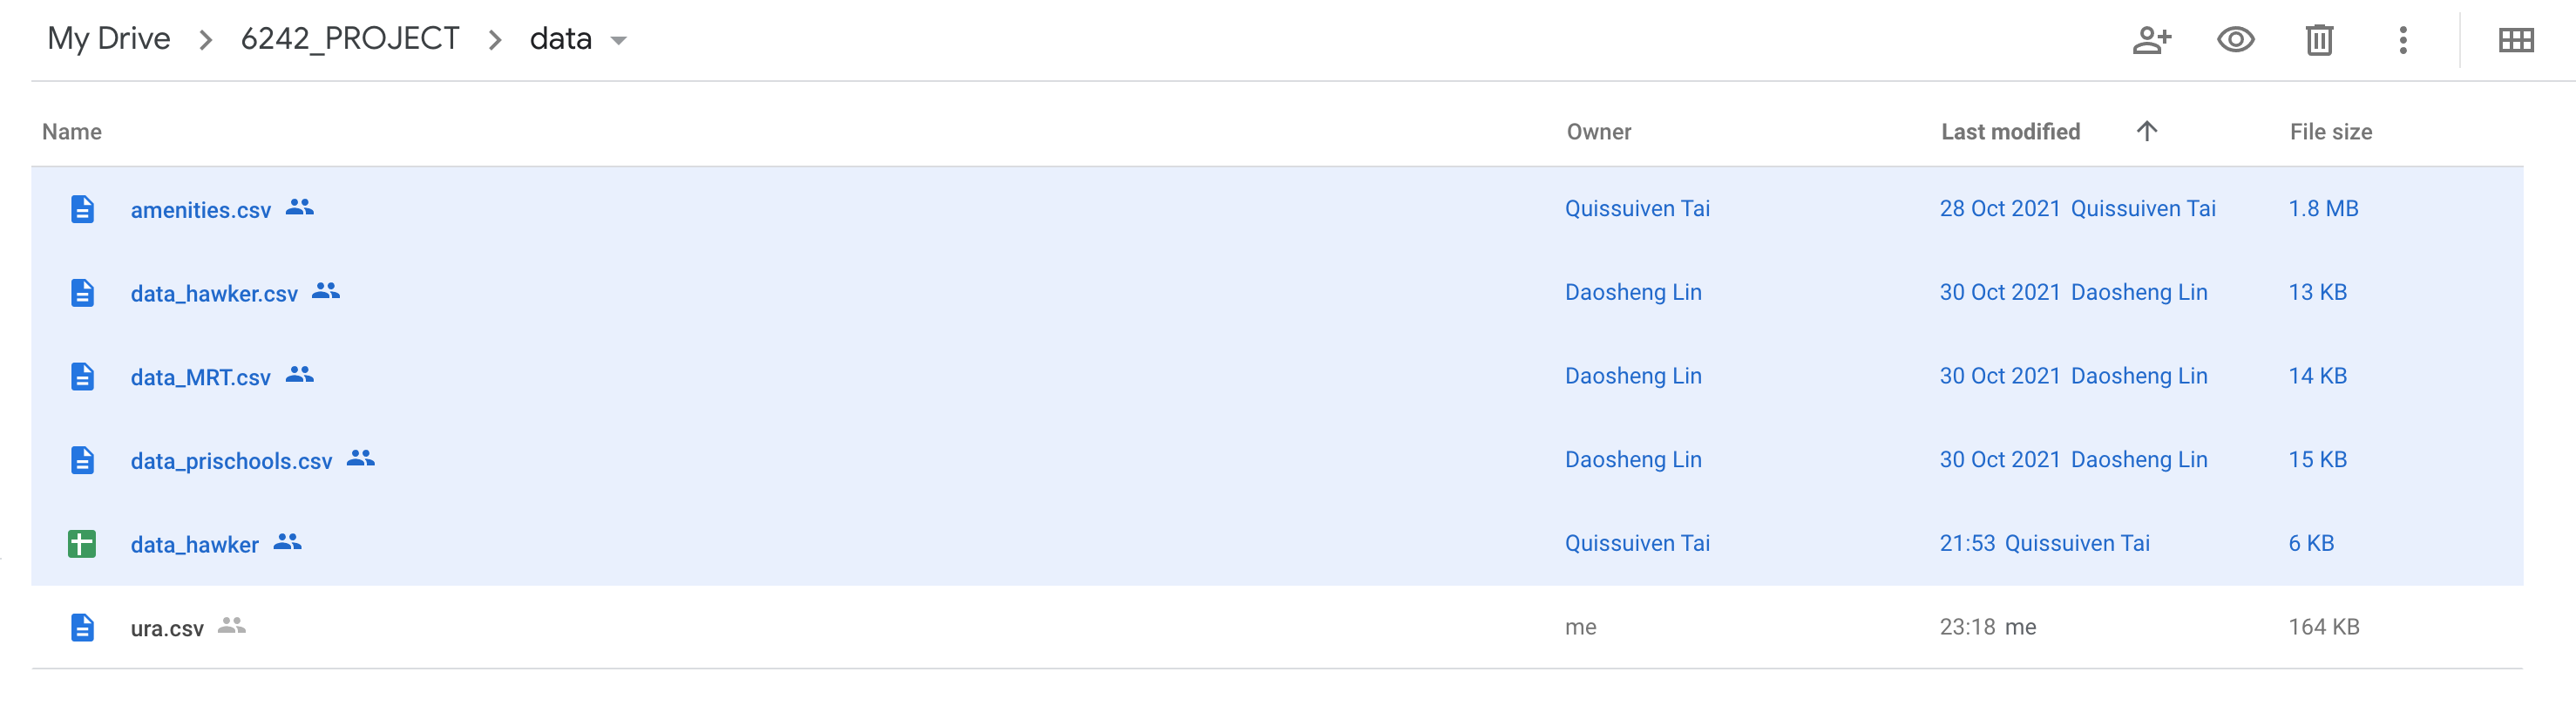 My Drive > 6242_PROJECT > data
Name Owner Last modified File size
amenities.csv Quissuiven Tai 28 Oct 2021 Quissuiven Tai 1.8 MB
data_hawker.csv Daosheng Lin 30 Oct 2021 Daosheng Lin 13 KB
data_MRT.csv Daosheng Lin 30 Oct 2021 Daosheng Lin 14 KB
data_prischools.csv Daosheng Lin 30 Oct 2021 Daosheng Lin 15 KB
data_hawker Quissuiven Tai 21:53 Quissuiven Tai 6 KB
ura.csv me 23:18 me 164 KB